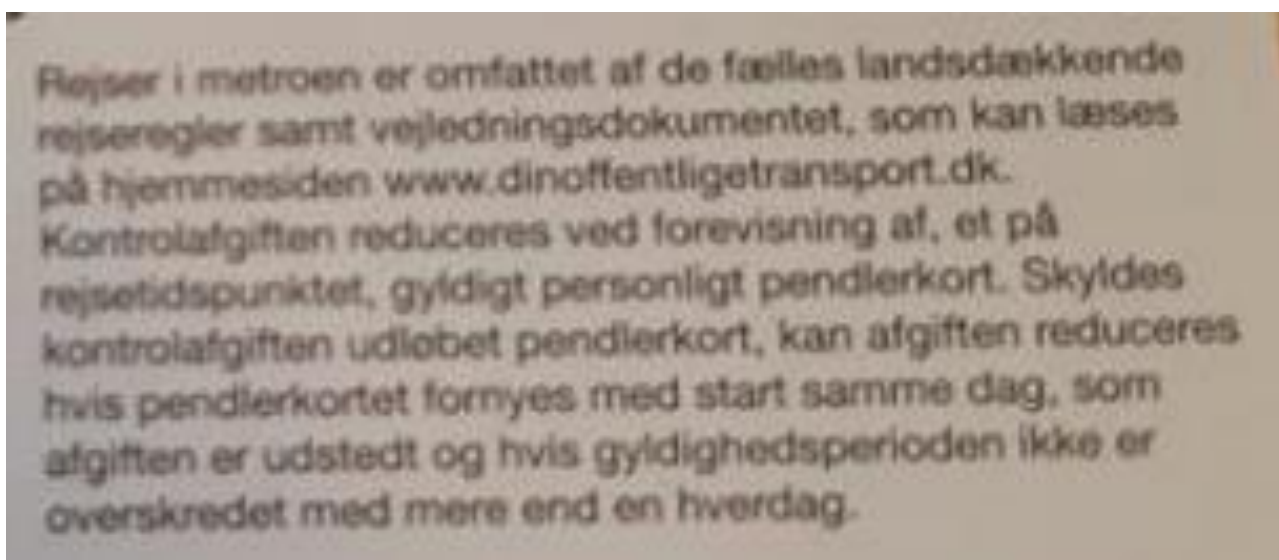 Rejser i metroen er omfattet af de fælles landsdækkende
rejseregler samt vejledningsdokumentet, som kan læses
på hjemmesiden www.dinoffentligetransport.dk.
Kontrolafgiften reduceres ved forevisning af, et på
rejsetidspunktet, gyldigt personligt pendlerkort. Skyldes
kontrolafgiften udløbet pendlerkort, kan afgiften reduceres
hvis pendlerkortet fornyes med start samme dag, som
afgiften er udstedt og hvis gyldighedsperioden ikke er
overskredet med mere end en hverdag.